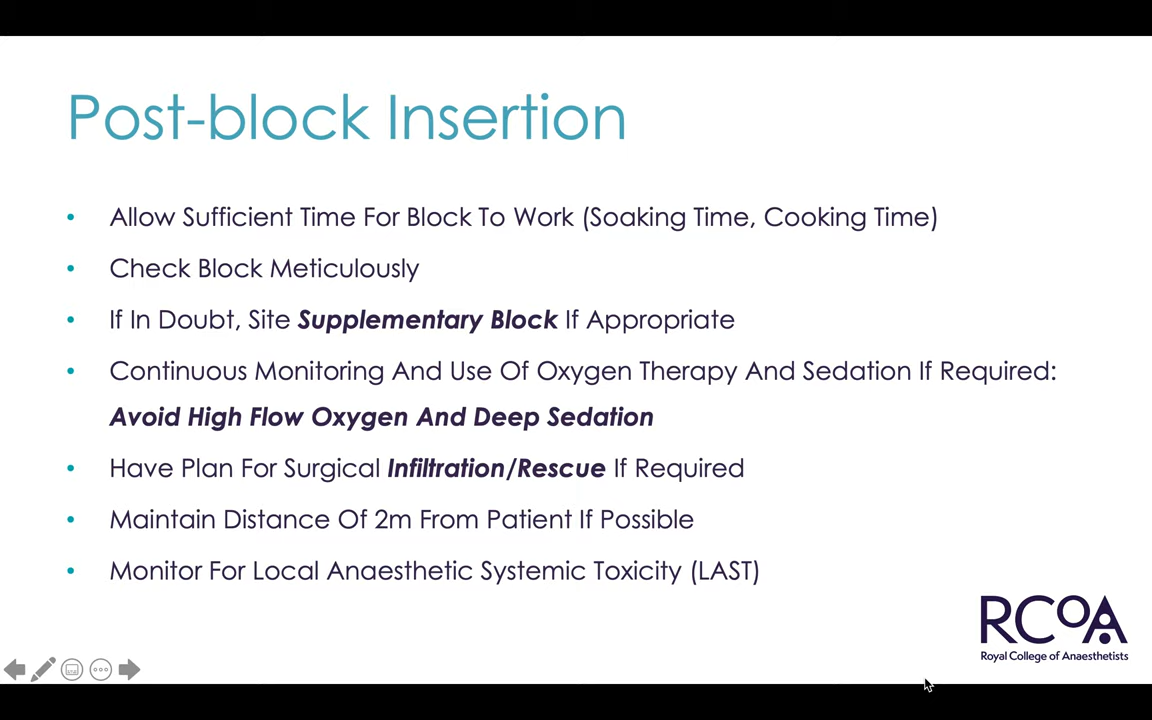 Post-block Insertion
• Allow Sufficient Time For Block To Work (Soaking Time, Cooking Time)
• Check Block Meticulously
• If In Doubt, Site Supplementary Block If Appropriate
• Continuous Monitoring And Use Of Oxygen Therapy And Sedation If Required:
Avoid High Flow Oxygen And Deep Sedation
• Have Plan For Surgical Infiltration/Rescue If Required
• Maintain Distance Of 2m From Patient If Possible
• Monitor For Local Anaesthetic Systemic Toxicity (LAST)
RCOA
Royal College of Anaesthetists